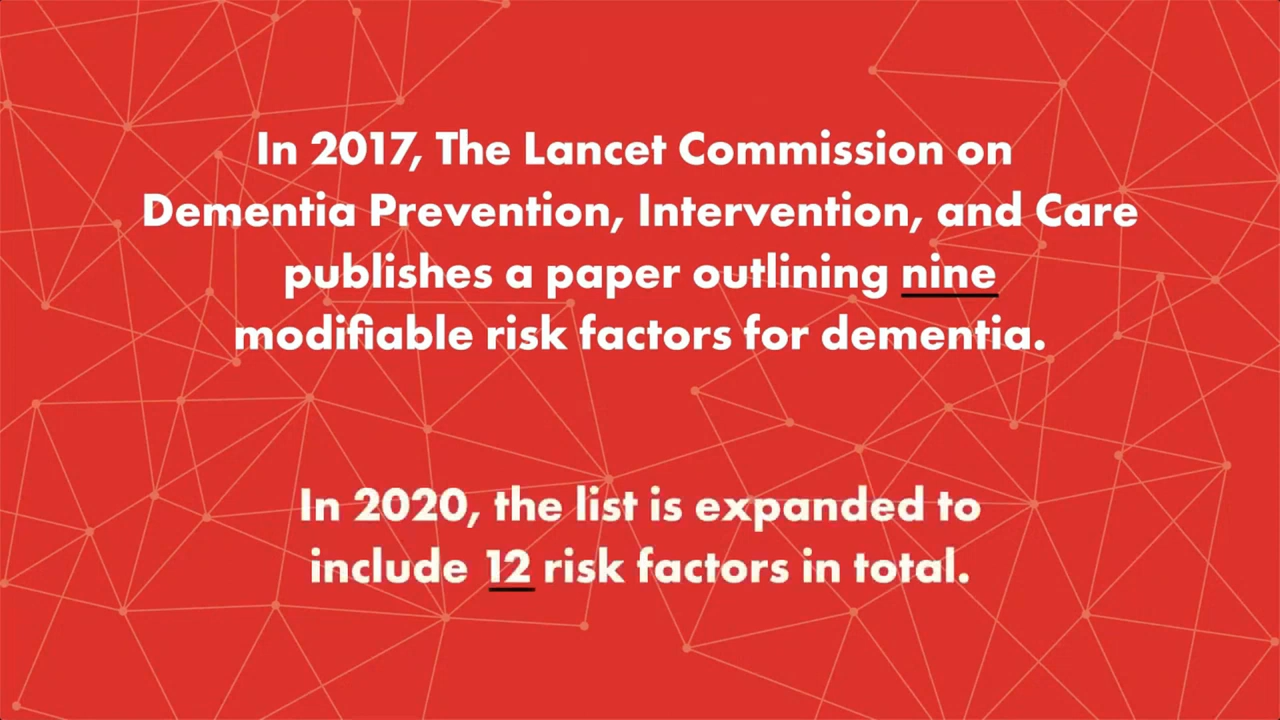 In 2017, The Lancet Commission on
Dementia Prevention, Intervention, and Care
publishes a paper outlining nine
modifiable risk factors for dementia.
In 2020, the list is expanded to
include 12 risk factors in total.